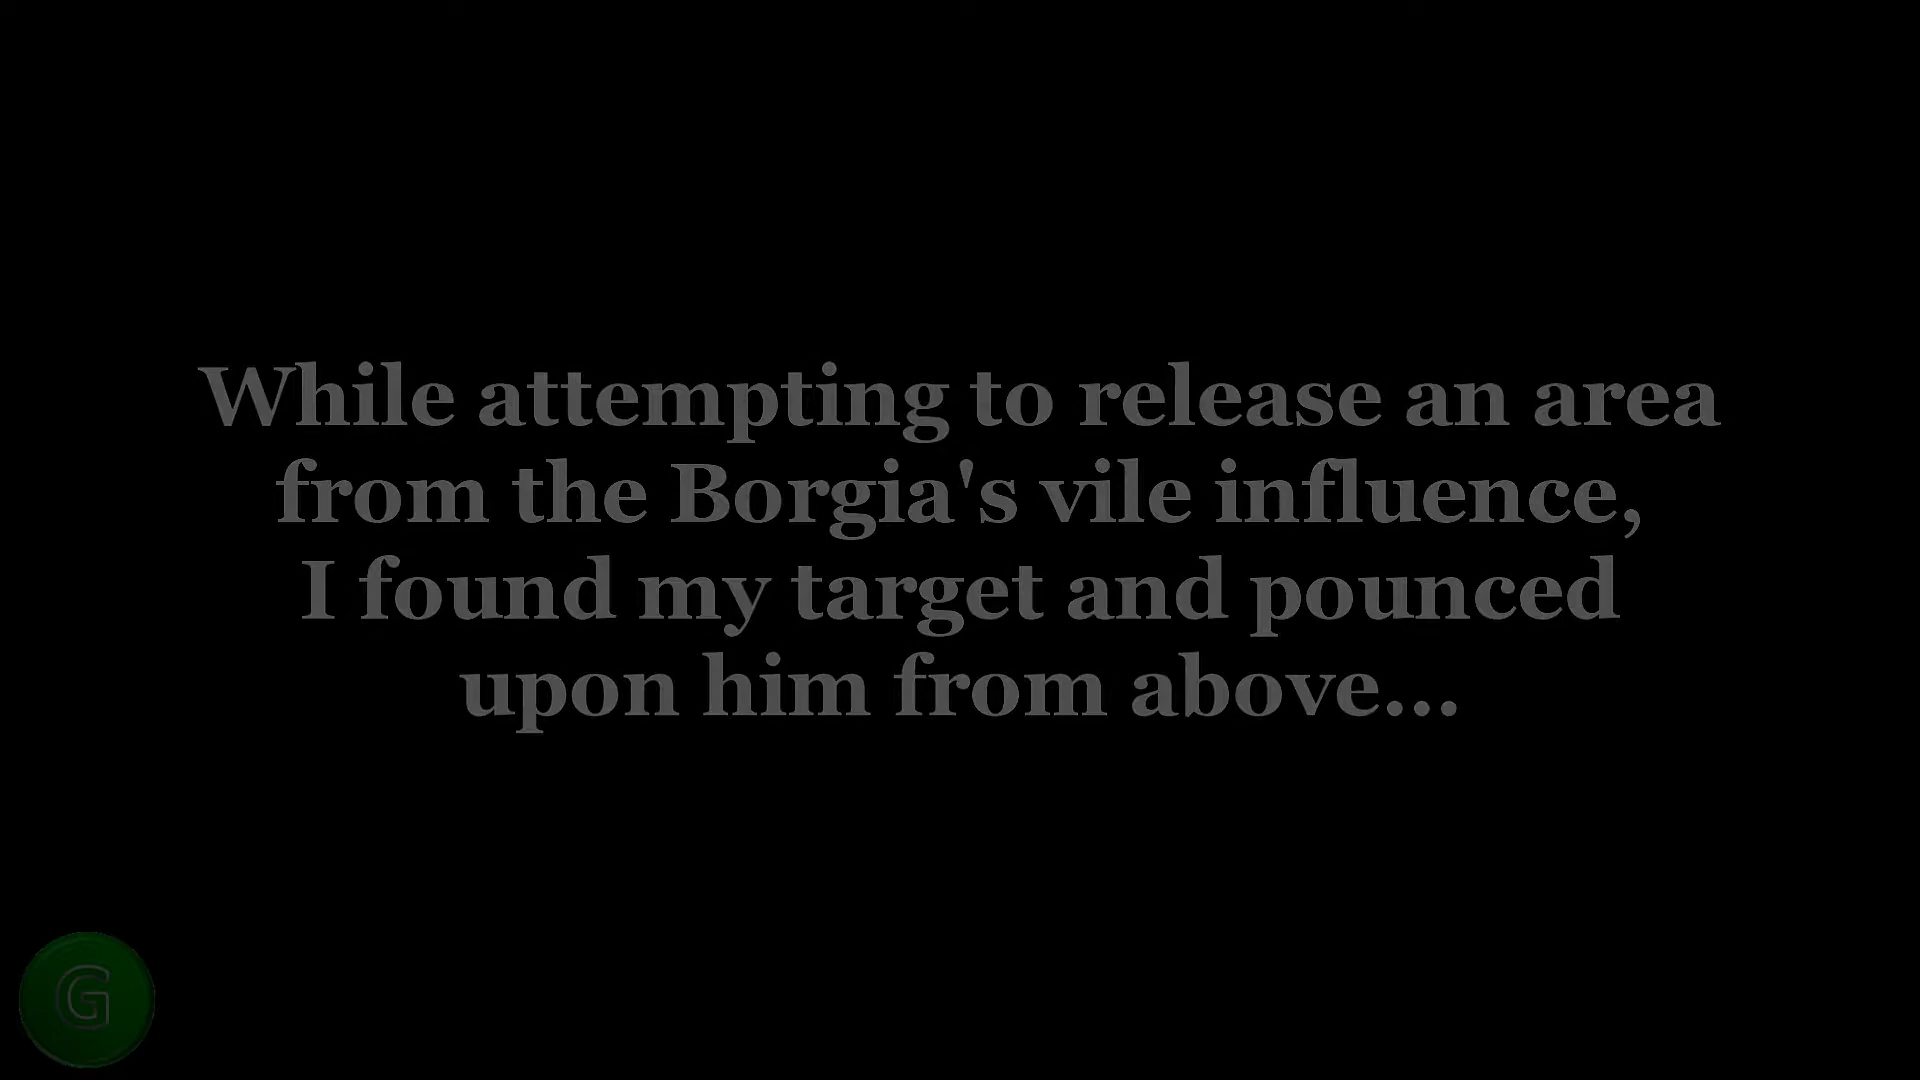 While attempting to release an area
from the Borgia's vile influence,
I found my target and pounced
upon him from above...
G